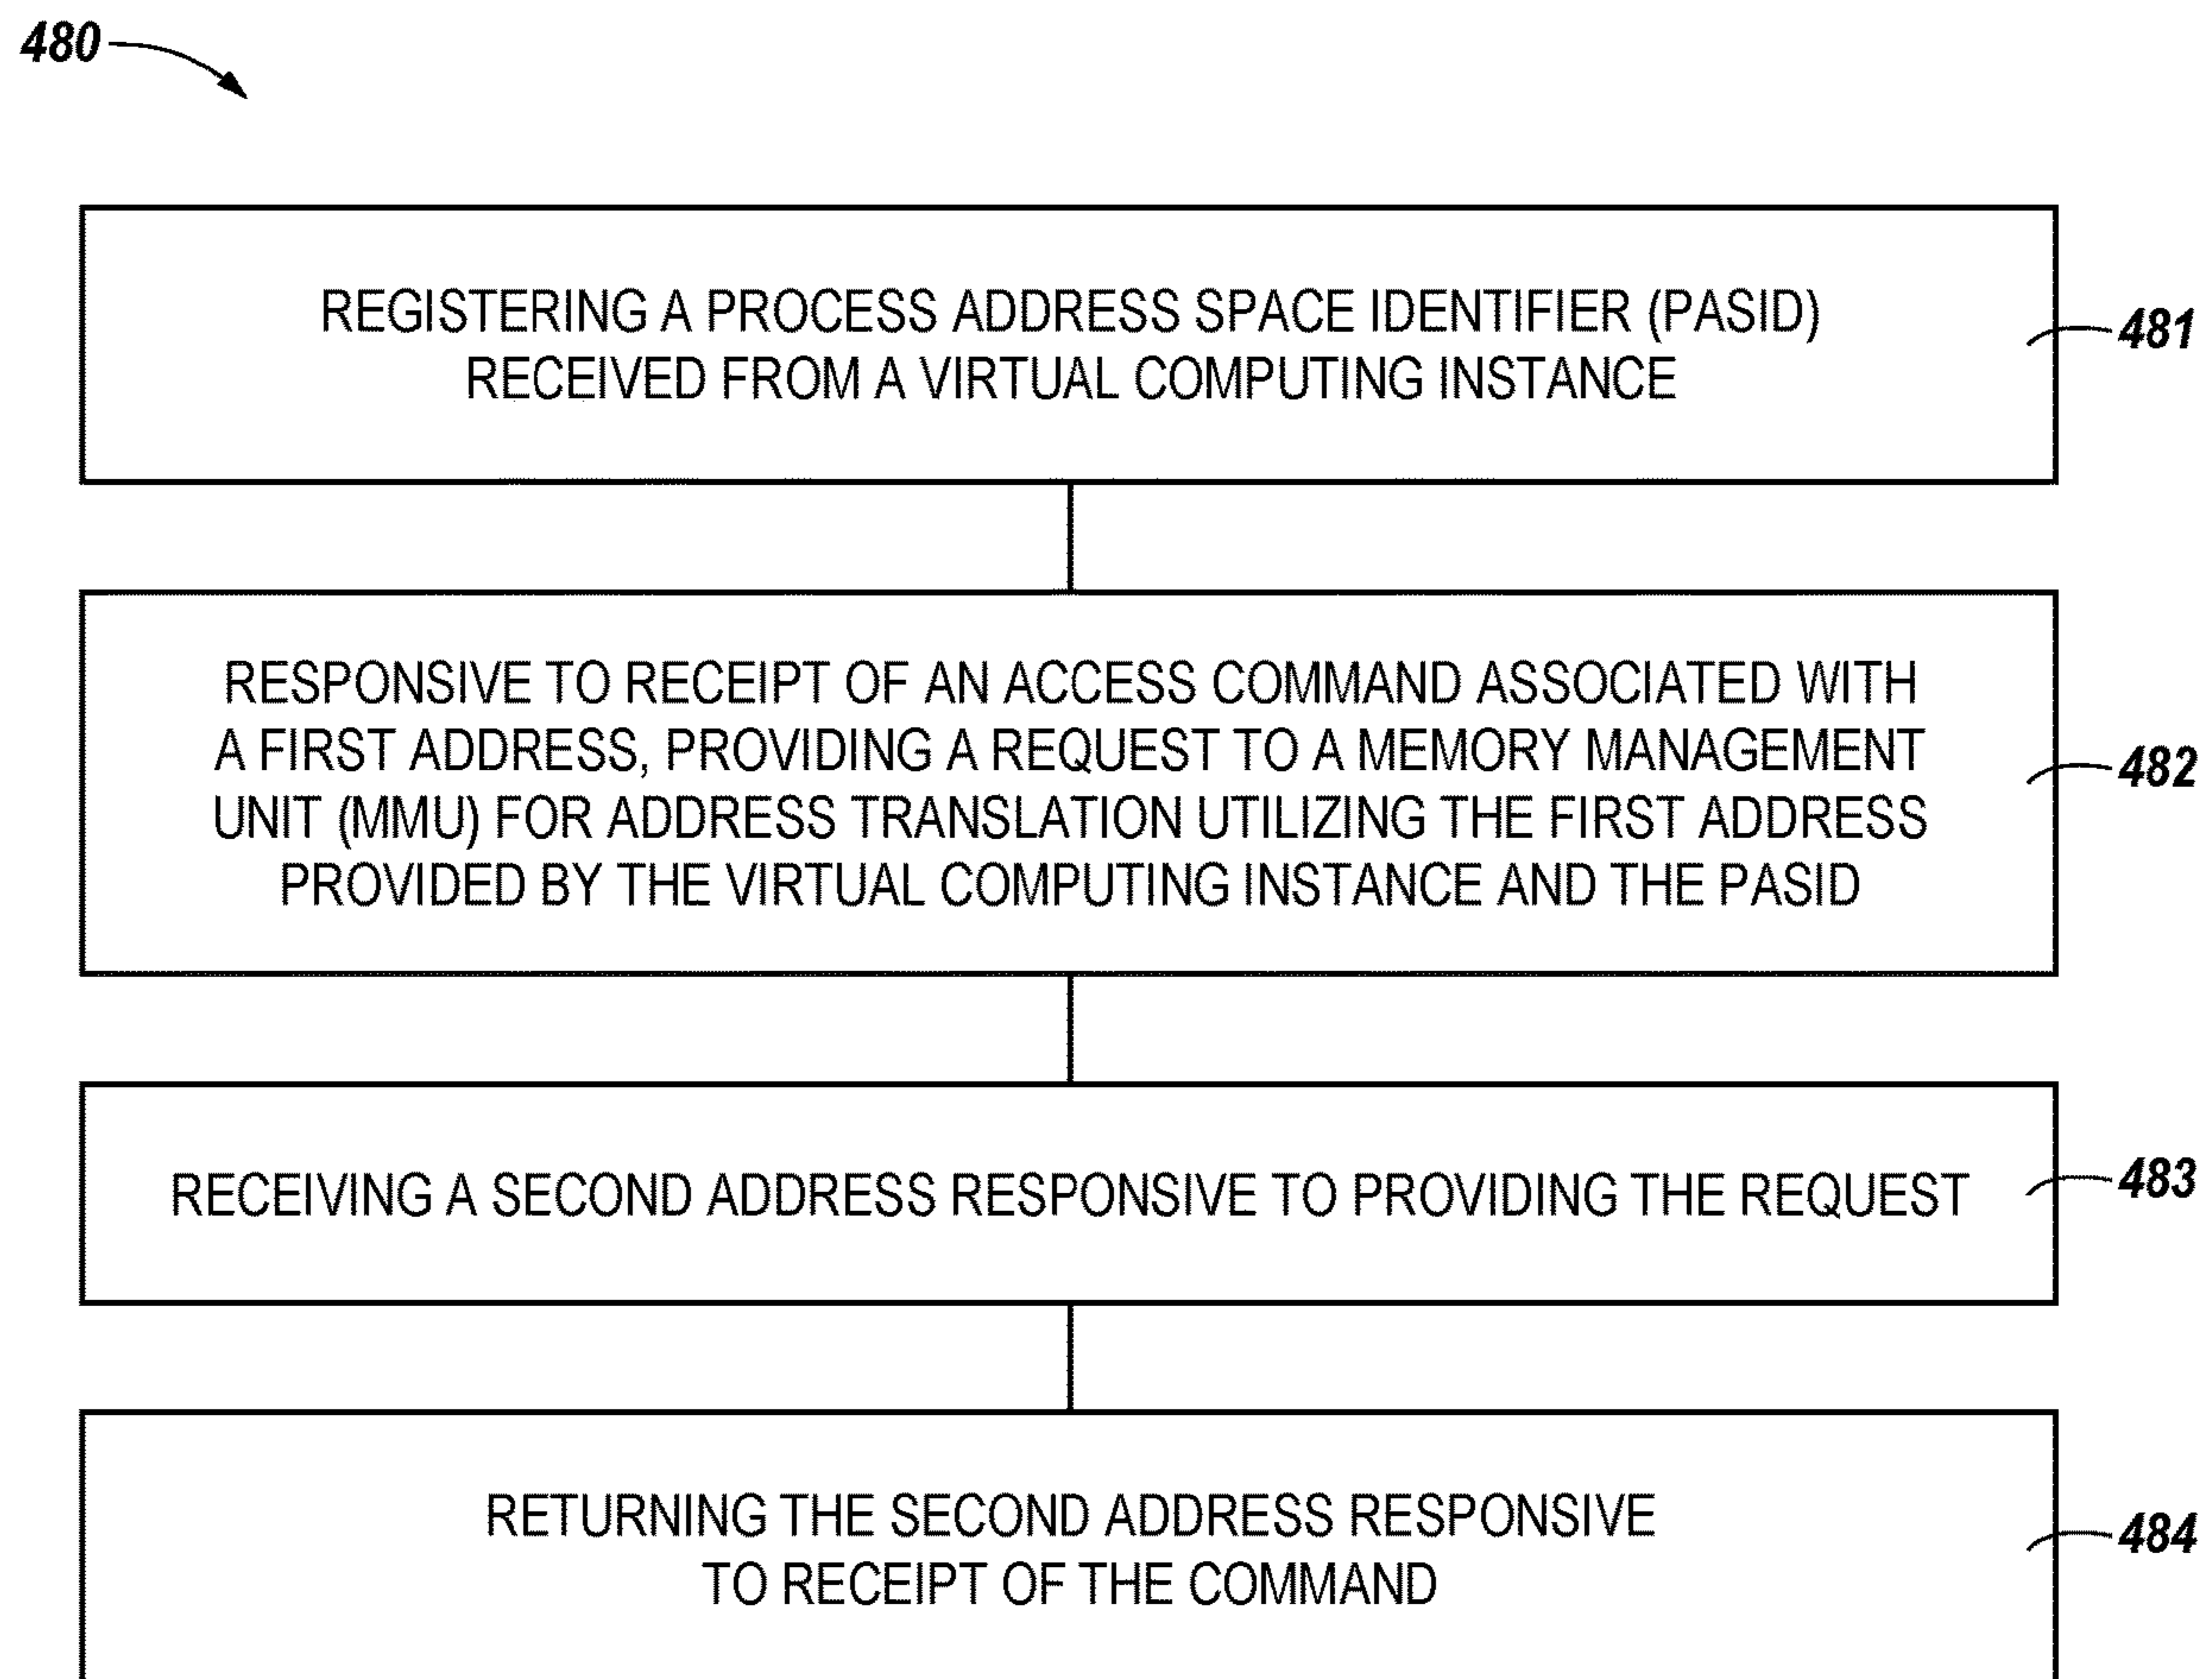 480
REGISTERING A PROCESS ADDRESS SPACE IDENTIFIER (PASID)
RECEIVED FROM A VIRTUAL COMPUTING INSTANCE
481
RESPONSIVE TO RECEIPT OF AN ACCESS COMMAND ASSOCIATED WITH
A FIRST ADDRESS, PROVIDING A REQUEST TO A MEMORY MANAGEMENT
UNIT (MMU) FOR ADDRESS TRANSLATION UTILIZING THE FIRST ADDRESS
PROVIDED BY THE VIRTUAL COMPUTING INSTANCE AND THE PASID
482
RECEIVING A SECOND ADDRESS RESPONSIVE TO PROVIDING THE REQUEST
483
RETURNING THE SECOND ADDRESS RESPONSIVE
TO RECEIPT OF THE COMMAND
484